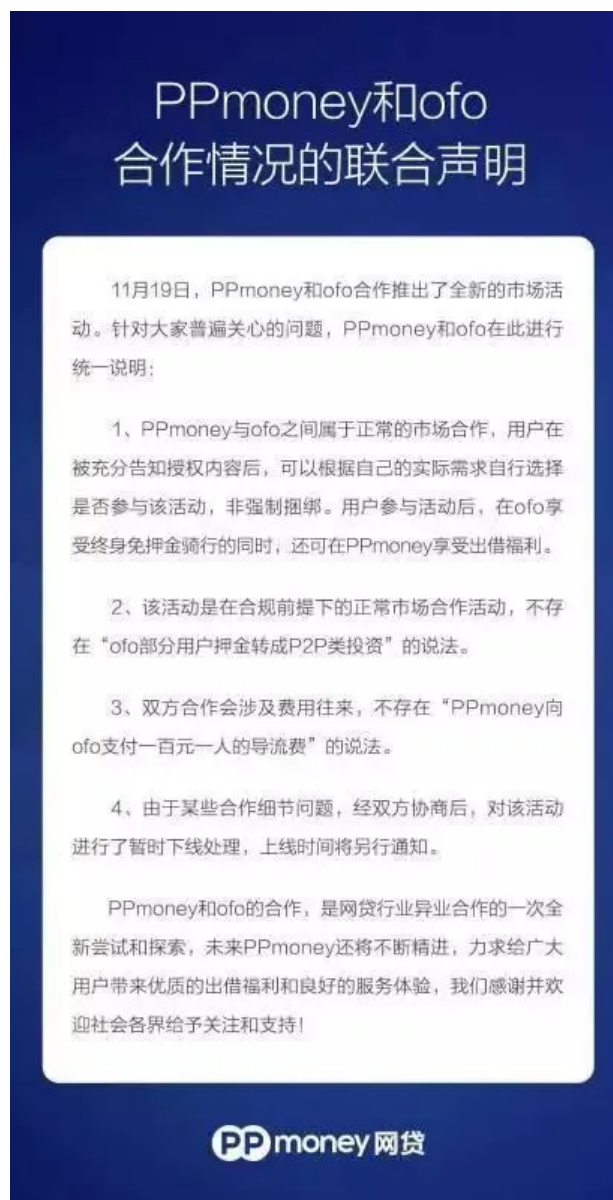 PPmoney和ofo
合作情况的联合声明
11月19日，PPmoney和ofo合作推出了全新的市场活
动。针对大家普遍关心的问题，PPmoney和ofo在此进行
统一说明：
1、PPmoney与ofo之间属于正常的市场合作，用户在
被充分告知授权内容后，可以根据自己的实际需求自行选择
是否参与该活动，非强制捆绑。用户参与活动后，在ofo享
受终身免押金骑行的同时，还可在PPmoney享受出借福利。
2、该活动是在合规前提下的正常市场合作活动，不存
在“ofo部分用户押金转成P2P类投资”的说法。
3、双方合作会涉及费用往来，不存在“PPmoney向
ofo支付一百元一人的导流费”的说法。
4、由于某些合作细节问题，经双方协商后，对该活动
进行了暂时下线处理，上线时间将另行通知。
PPmoney和ofo的合作，是网贷行业异业合作的一次全
新尝试和探索，未来PPmoney还将不断精进，力求给广大
用户带来优质的出借福利和良好的服务体验，我们感谢并欢
迎社会各界给予关注和支持！
PPmoney网贷